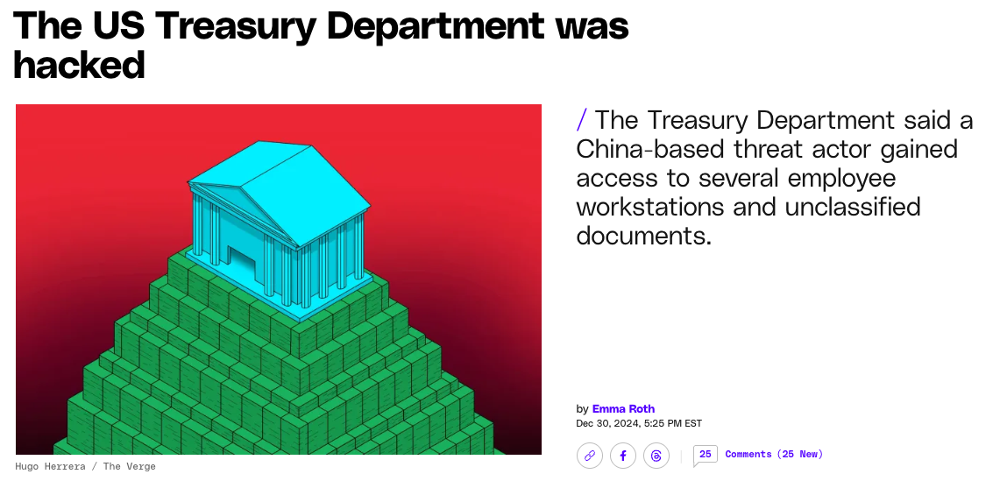 The US Treasury Department was
hacked
/ The Treasury Department said a
China-based threat actor gained
access to several employee
workstations and unclassified
documents.
by Emma Roth
Dec 30, 2024, 5:25 PM EST
25 Comments (25 New)
Hugo Herrera / The Verge